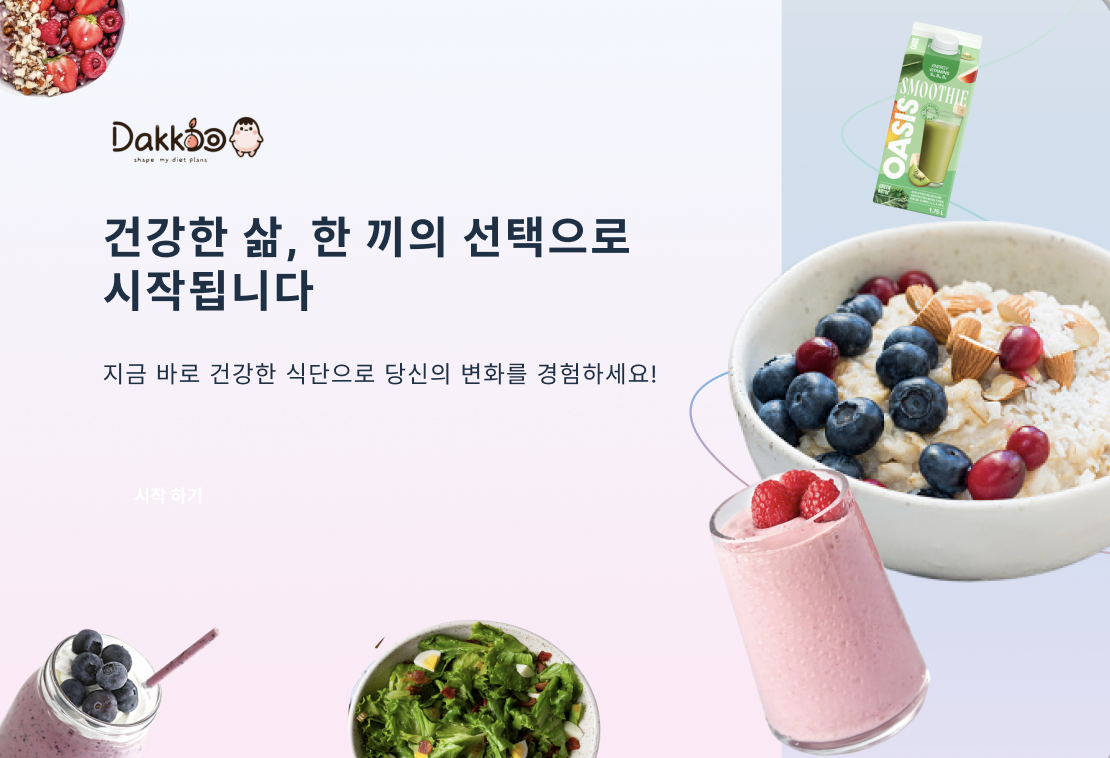 Dakkoo
shape my diet plans
건강한 삶, 한 끼의 선택으로
시작됩니다
지금 바로 건강한 식단으로 당신의 변화를 경험하세요!
시작 하기
SMOOTHIE
OASIS
1.75 L